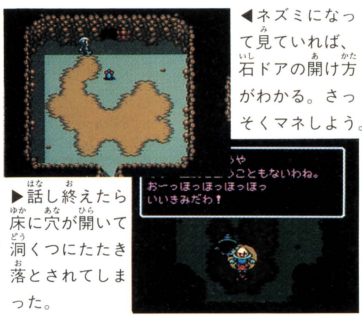 ◀ネズミになっ
て見ていれば、
石ドアの開け方
がわかる。さっ
そくマネしよう。
こともないわね。
おーっほっほっほっほっ
いいきみだわ!
▶話し終えたら
床に穴が開いて
洞くつにたたき
落とされてしま
った。